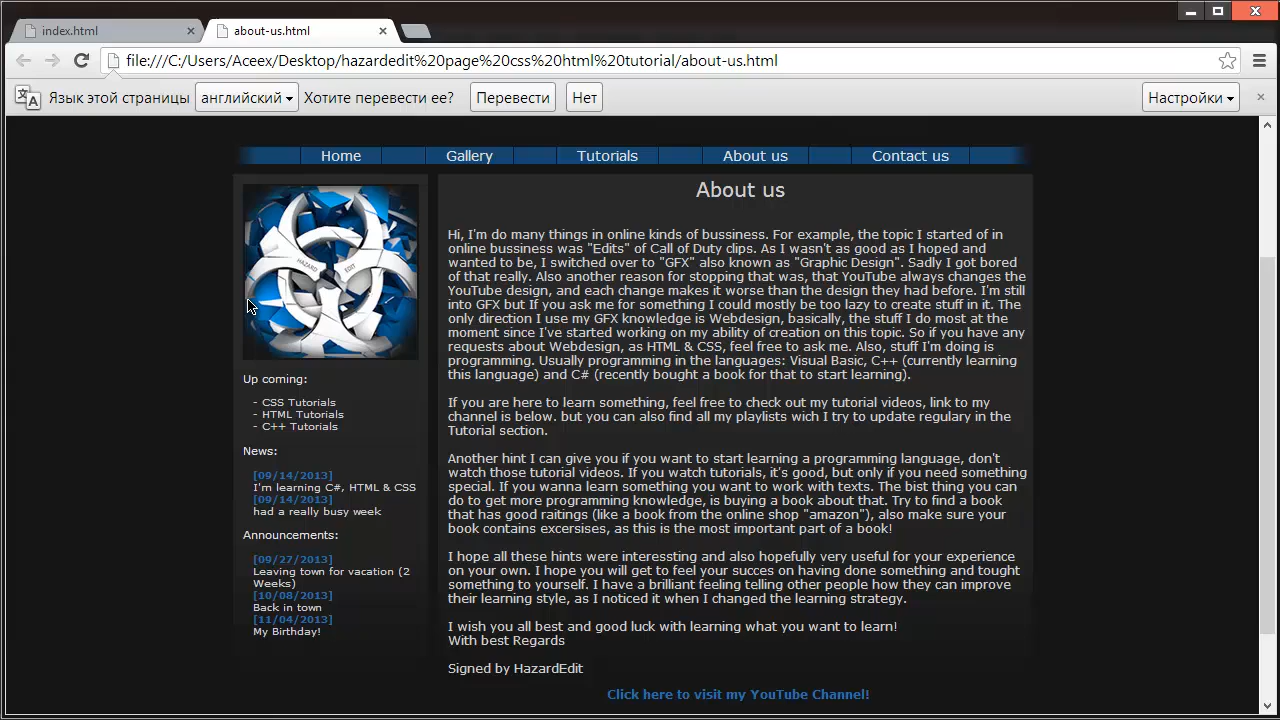 index.html
about-us.html
file:///C:/Users/Aceex/Desktop/hazardedit%20page%20css%20html%20tutorial/about-us.html
Язык этой страницы английский Хотите перевести ее? Перевести Нет Настройки
Home Gallery Tutorials About us Contact us
HAZARD EDIT
Up coming:
- CSS Tutorials
- HTML Tutorials
- C++ Tutorials
News:
[09/14/2013]
I'm learning C#, HTML & CSS
[09/14/2013]
had a really busy week
Announcements:
[09/27/2013]
Leaving town for vacation (2
Weeks)
[10/08/2013]
Back in town
[11/04/2013]
My Birthday!
About us
Hi, I'm do many things in online kinds of bussiness. For example, the topic I started of in
online bussiness was "Edits" of Call of Duty clips. As I wasn't as good as I hoped and
wanted to be, I switched over to "GFX" also known as "Graphic Design". Sadly I got bored
of that really. Also another reason for stopping that was, that YouTube always changes the
YouTube design, and each change makes it worse than the design they had before. I'm still
into GFX but If you ask me for something I could mostly be too lazy to create stuff in it. The
only direction I use my GFX knowledge is Webdesign, basically, the stuff I do most at the
moment since I've started working on my ability of creation on this topic. So if you have any
requests about Webdesign, as HTML & CSS, feel free to ask me. Also, stuff I'm doing is
programming. Usually programming in the languages: Visual Basic, C++ (currently learning
this language) and C# (recently bought a book for that to start learning).
If you are here to learn something, feel free to check out my tutorial videos, link to my
channel is below. but you can also find all my playlists wich I try to update regulary in the
Tutorial section.
Another hint I can give you if you want to start learning a programming language, don't
watch those tutorial videos. If you watch tutorials, it's good, but only if you need something
special. If you wanna learn something you want to work with texts. The bist thing you can
do to get more programming knowledge, is buying a book about that. Try to find a book
that has good raitings (like a book from the online shop "amazon"), also make sure your
book contains excersises, as this is the most important part of a book!
I hope all these hints were interessting and also hopefully very useful for your experience
on your own. I hope you will get to feel your succes on having done something and tought
something to yourself. I have a brilliant feeling telling other people how they can improve
their learning style, as I noticed it when I changed the learning strategy.
I wish you all best and good luck with learning what you want to learn!
With best Regards
Signed by HazardEdit
Click here to visit my YouTube Channel!